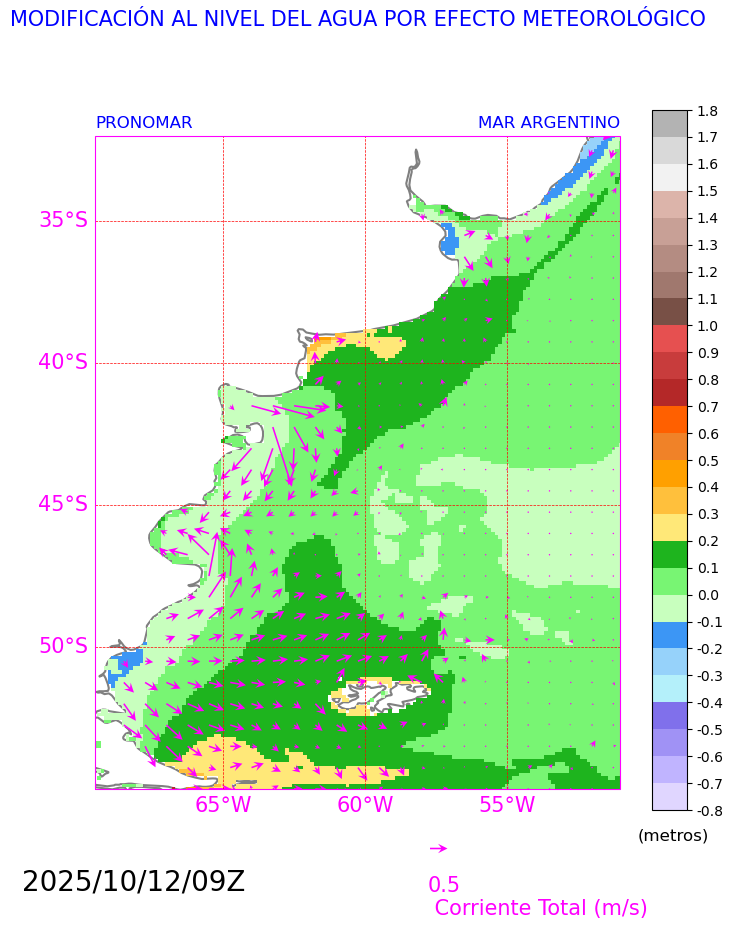 MODIFICACIÓN AL NIVEL DEL AGUA POR EFECTO METEOROLÓGICO
PRONOMAR
MAR ARGENTINO
35°S
40°S
45°S
50°S
65°W
60°W
55°W
1.8
1.7
1.6
1.5
1.4
1.3
1.2
1.1
1.0
0.9
0.8
0.7
0.6
0.5
0.4
0.3
0.2
0.1
0.0
-0.1
-0.2
-0.3
-0.4
-0.5
-0.6
-0.7
-0.8
(metros)
2025/10/12/09Z
0.5
Corriente Total (m/s)